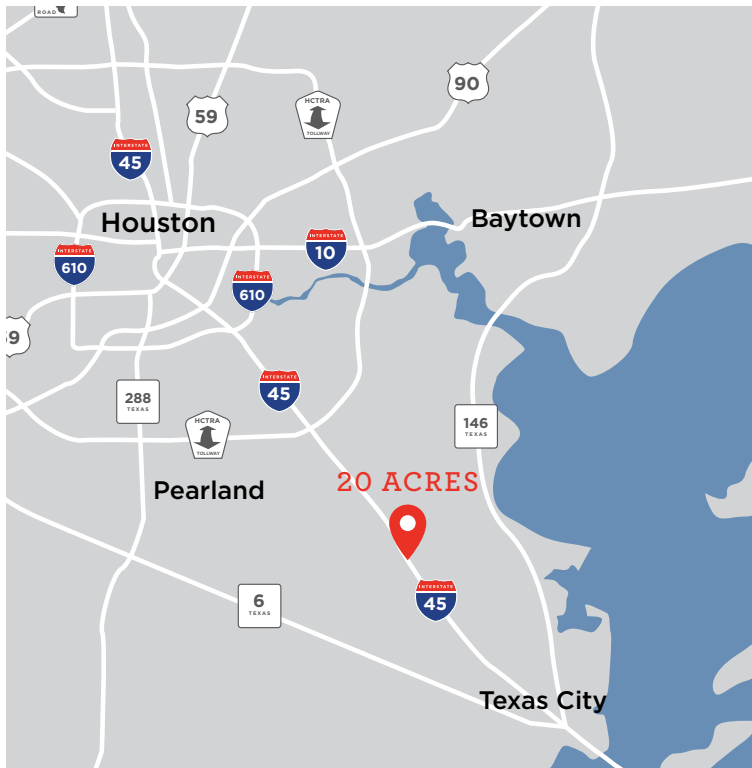 ROAD
90
HCTRA
TOLLWAY
59
INTERSTATE
45
Houston
Baytown
INTERSTATE
10
INTERSTATE
610
INTERSTATE
610
59
INTERSTATE
45
288
TEXAS
HCTRA
TOLLWAY
146
TEXAS
20 ACRES
Pearland
INTERSTATE
45
6
TEXAS
Texas City